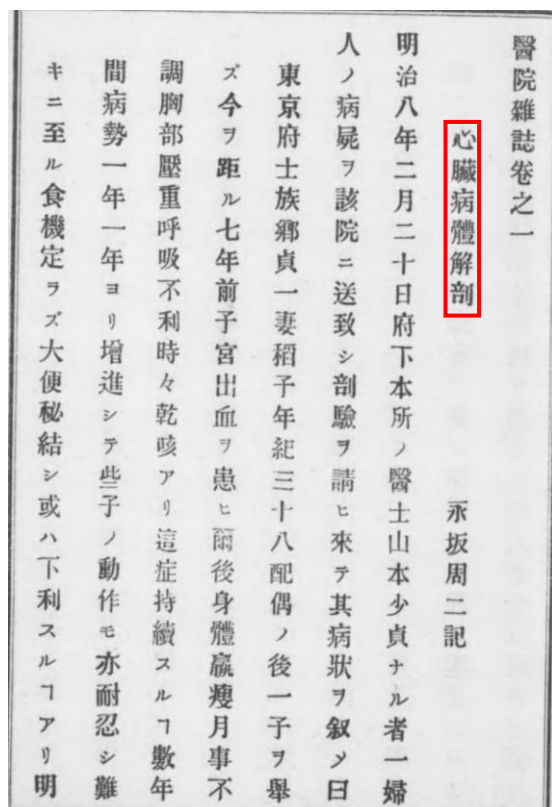 醫院雜誌卷之一
心臟病體解剖　永坂周二記
明治八年二月二十日府下本所ノ醫士山本少貞ナル者一婦
人ノ病屍ヲ該院ニ送致シ剖驗ヲ請ヒ來テ其病狀ヲ叙メ曰
東京府士族鄕貞一妻稻子年紀三十八配偶ノ後一子ヲ舉
ズ今ヲ距ル七年前子宮出血ヲ患ヒ爾後身體羸瘦月事不
調胸部壓重呼吸不利時々乾咳アリ這症持續スルヿ數年
間病勢一年一年ヨリ增進シテ些子ノ動作モ亦耐忍シ難
キニ至ル食機定ラズ大便秘結シ或ハ下利スルヿアリ明